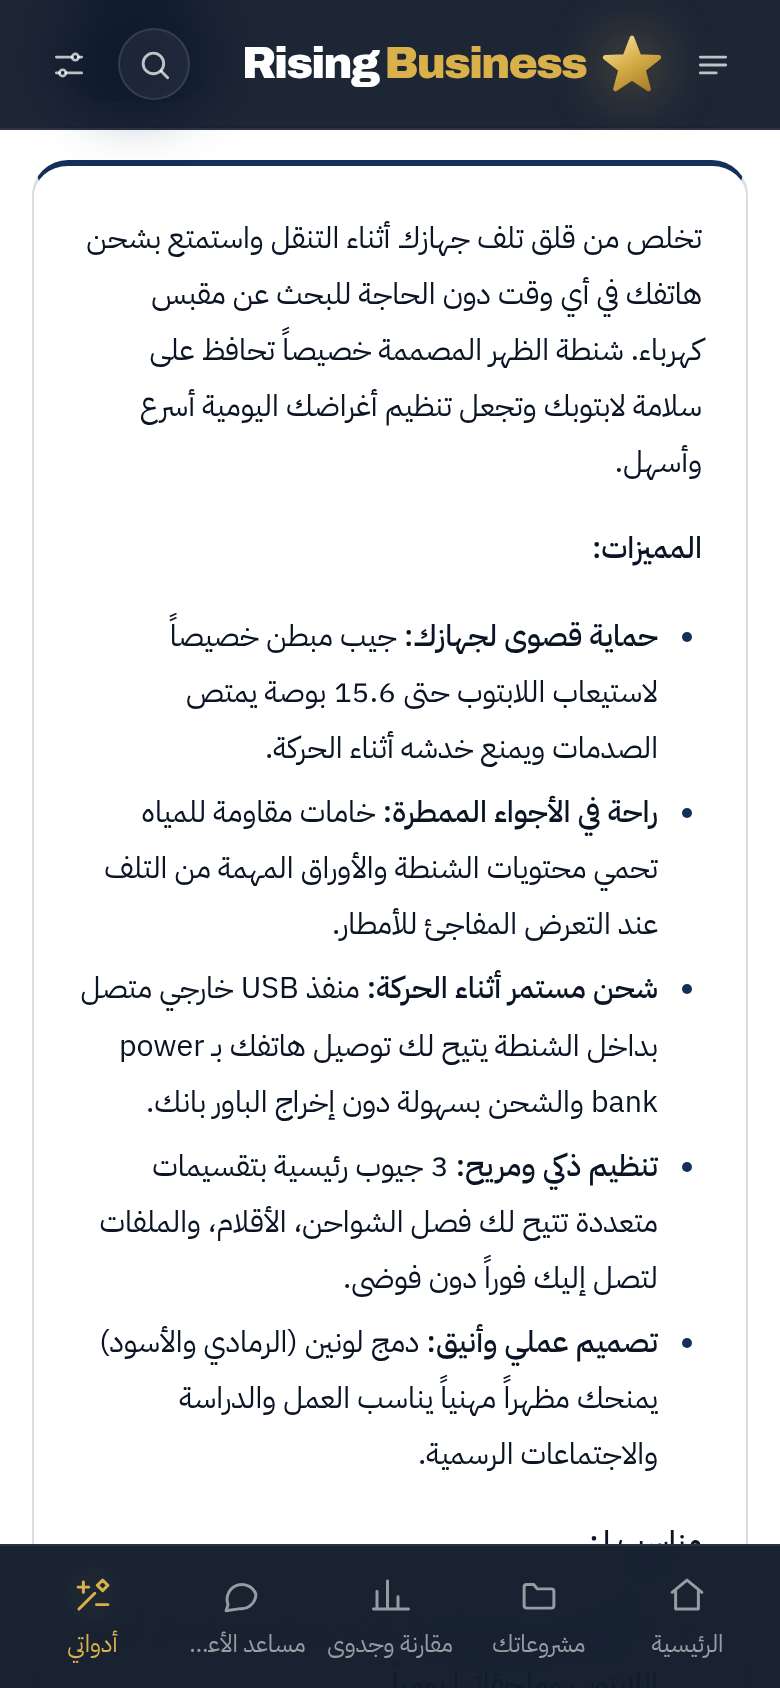 Rising Business
تخلص من قلق تلف جهازك أثناء التنقل واستمتع بشحن
هاتفك في أي وقت دون الحاجة للبحث عن مقبس
كهرباء. شنطة الظهر المصممة خصيصاً تحافظ على
سلامة لابتوبك وتجعل تنظيم أغراضك اليومية أسرع
وأسهل.
المميزات:
• حماية قصوى لجهازك: جيب مبطن خصيصاً
لاستيعاب اللابتوب حتى 15.6 بوصة يمتص
الصدمات ويمنع خدشه أثناء الحركة.
• راحة في الأجواء الممطرة: خامات مقاومة للمياه
تحمي محتويات الشنطة والأوراق المهمة من التلف
عند التعرض المفاجئ للأمطار.
• شحن مستمر أثناء الحركة: منفذ USB خارجي متصل
بداخل الشنطة يتيح لك توصيل هاتفك بـ power
bank والشحن بسهولة دون إخراج الباور بانك.
• تنظيم ذكي ومريح: 3 جيوب رئيسية بتقسيمات
متعددة تتيح لك فصل الشواحن، الأقلام، والملفات
لتصل إليك فوراً دون فوضى.
• تصميم عملي وأنيق: دمج لونين (الرمادي والأسود)
يمنحك مظهراً مهنياً يناسب العمل والدراسة
والاجتماعات الرسمية.
الرئيسية
مشروعاتك
مقارنة وجدوى
مساعد الأعـ...
أدواتي